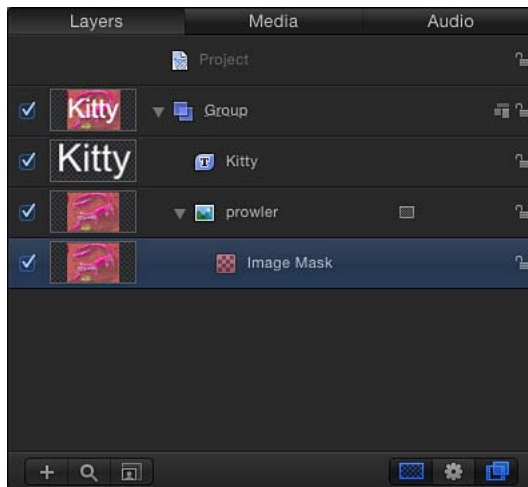 Layers Media Audio
Project
Kitty Group
Kitty T Kitty
prowler
Image Mask